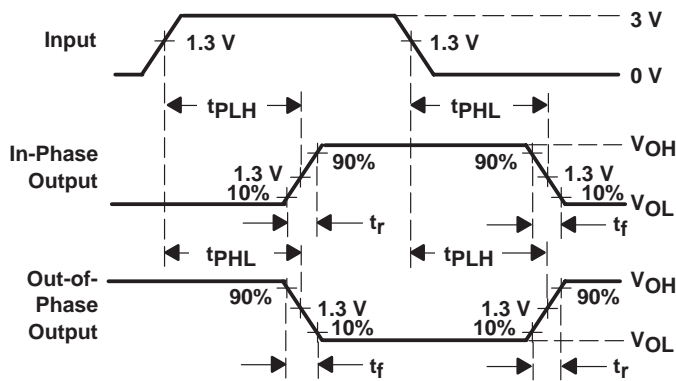 3 V
Input
1.3 V
1.3 V
0 V
tPLH
tPHL
In-Phase
Output
VOH
90%
90%
1.3 V
1.3 V
10%
10%
VOL
tr
tf
tPHL
tPLH
Out-of-
Phase
Output
VOH
90%
90%
1.3 V
1.3 V
10%
10%
VOL
tf
tr